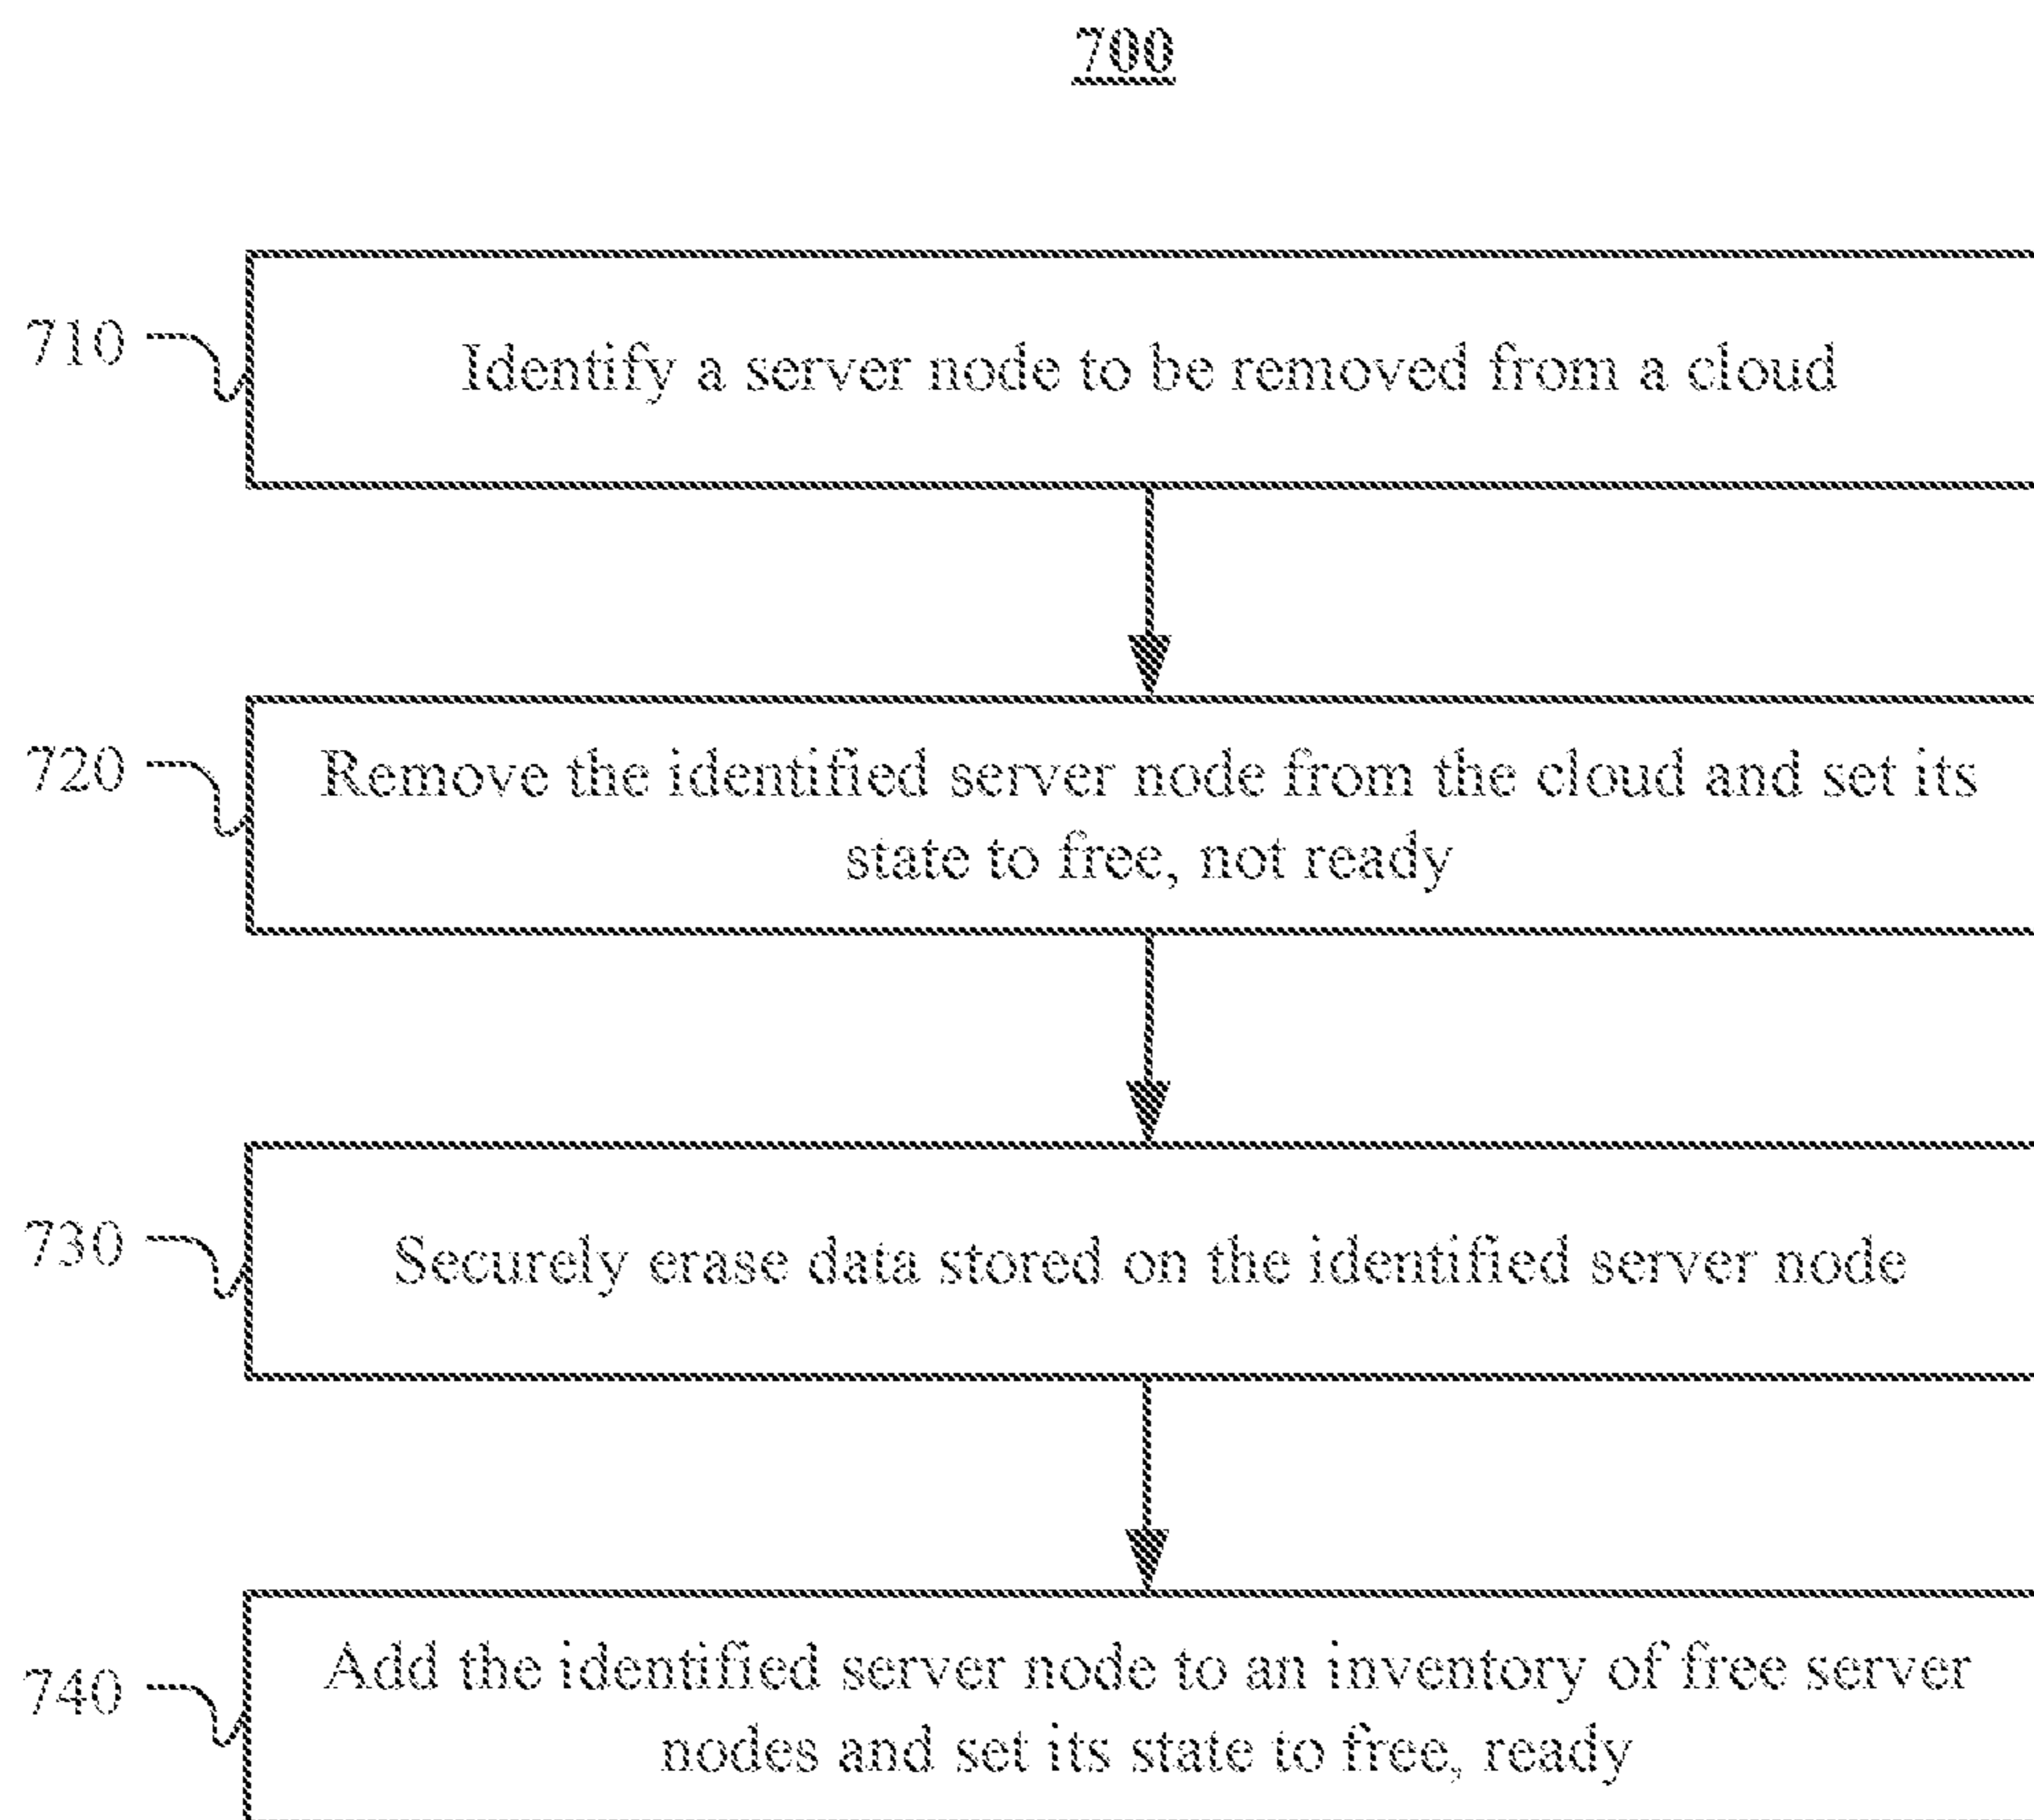 700
710
Identify a server node to be removed from a cloud
720
Remove the identified server node from the cloud and set its
state to free, not ready
730
Securely erase data stored on the identified server node
740
Add the identified server node to an inventory of free server
nodes and set its state to free, ready